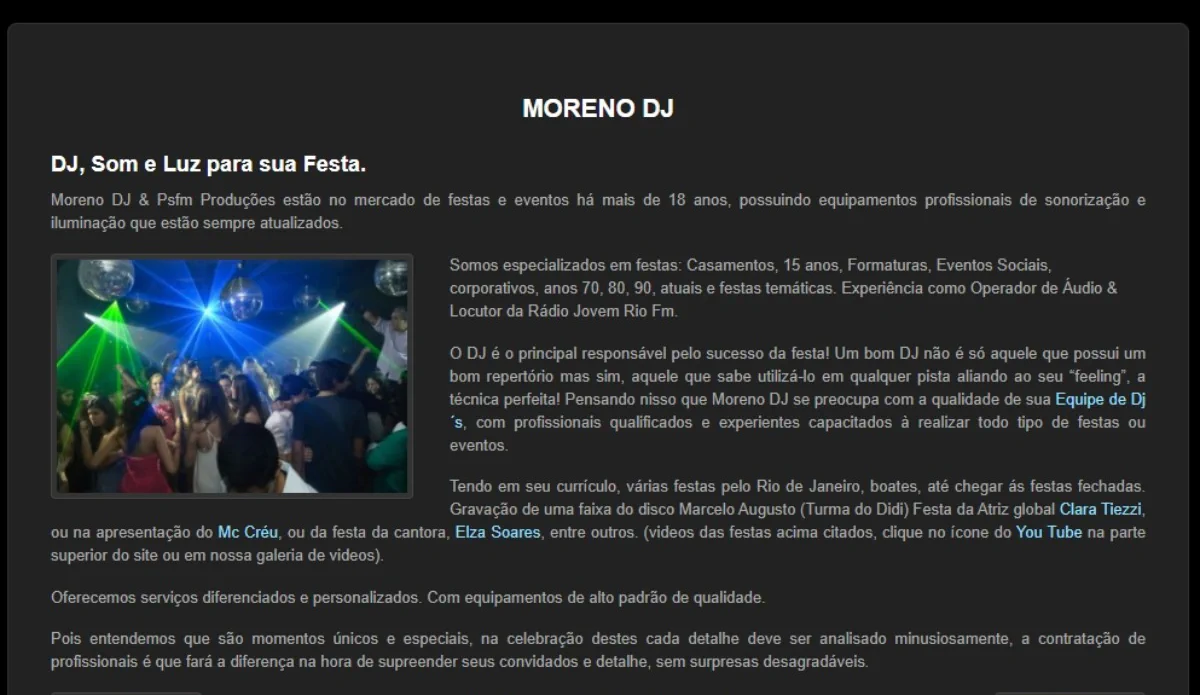 MORENO DJ
DJ, Som e Luz para sua Festa.
Moreno DJ & Psfm Produções estão no mercado de festas e eventos há mais de 18 anos, possuindo equipamentos profissionais de sonorização e
iluminação que estão sempre atualizados.
Somos especializados em festas: Casamentos, 15 anos, Formaturas, Eventos Sociais,
corporativos, anos 70, 80, 90, atuais e festas temáticas. Experiência como Operador de Áudio &
Locutor da Rádio Jovem Rio Fm.
O DJ é o principal responsável pelo sucesso da festa! Um bom DJ não é só aquele que possui um
bom repertório mas sim, aquele que sabe utilizá-lo em qualquer pista aliando ao seu “feeling”, a
técnica perfeita! Pensando nisso que Moreno DJ se preocupa com a qualidade de sua Equipe de Dj
´s, com profissionais qualificados e experientes capacitados à realizar todo tipo de festas ou
eventos.
Tendo em seu currículo, várias festas pelo Rio de Janeiro, boates, até chegar ás festas fechadas.
Gravação de uma faixa do disco Marcelo Augusto (Turma do Didi) Festa da Atriz global Clara Tiezzi,
ou na apresentação do Mc Créu, ou da festa da cantora, Elza Soares, entre outros. (videos das festas acima citados, clique no ícone do You Tube na parte
superior do site ou em nossa galeria de videos).
Oferecemos serviços diferenciados e personalizados. Com equipamentos de alto padrão de qualidade.
Pois entendemos que são momentos únicos e especiais, na celebração destes cada detalhe deve ser analisado minusiosamente, a contratação de
profissionais é que fará a diferença na hora de supreender seus convidados e detalhe, sem surpresas desagradáveis.